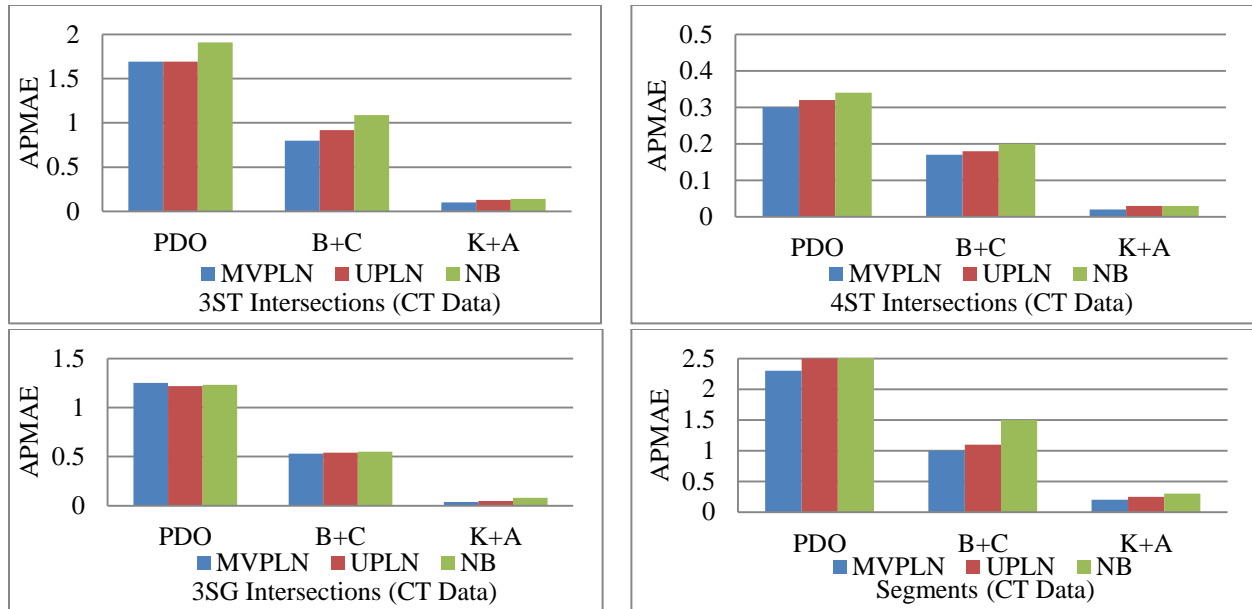 2
1.5
1
0.5
0
APMAE
PDO B+C K+A
MVPLN UPLN NB
3ST Intersections (CT Data)
0.5
0.4
0.3
0.2
0.1
0
APMAE
PDO B+C K+A
MVPLN UPLN NB
4ST Intersections (CT Data)
1.5
1
0.5
0
APMAE
PDO B+C K+A
MVPLN UPLN NB
3SG Intersections (CT Data)
2.5
2
1.5
1
0.5
0
APMAE
PDO B+C K+A
MVPLN UPLN NB
Segments (CT Data)